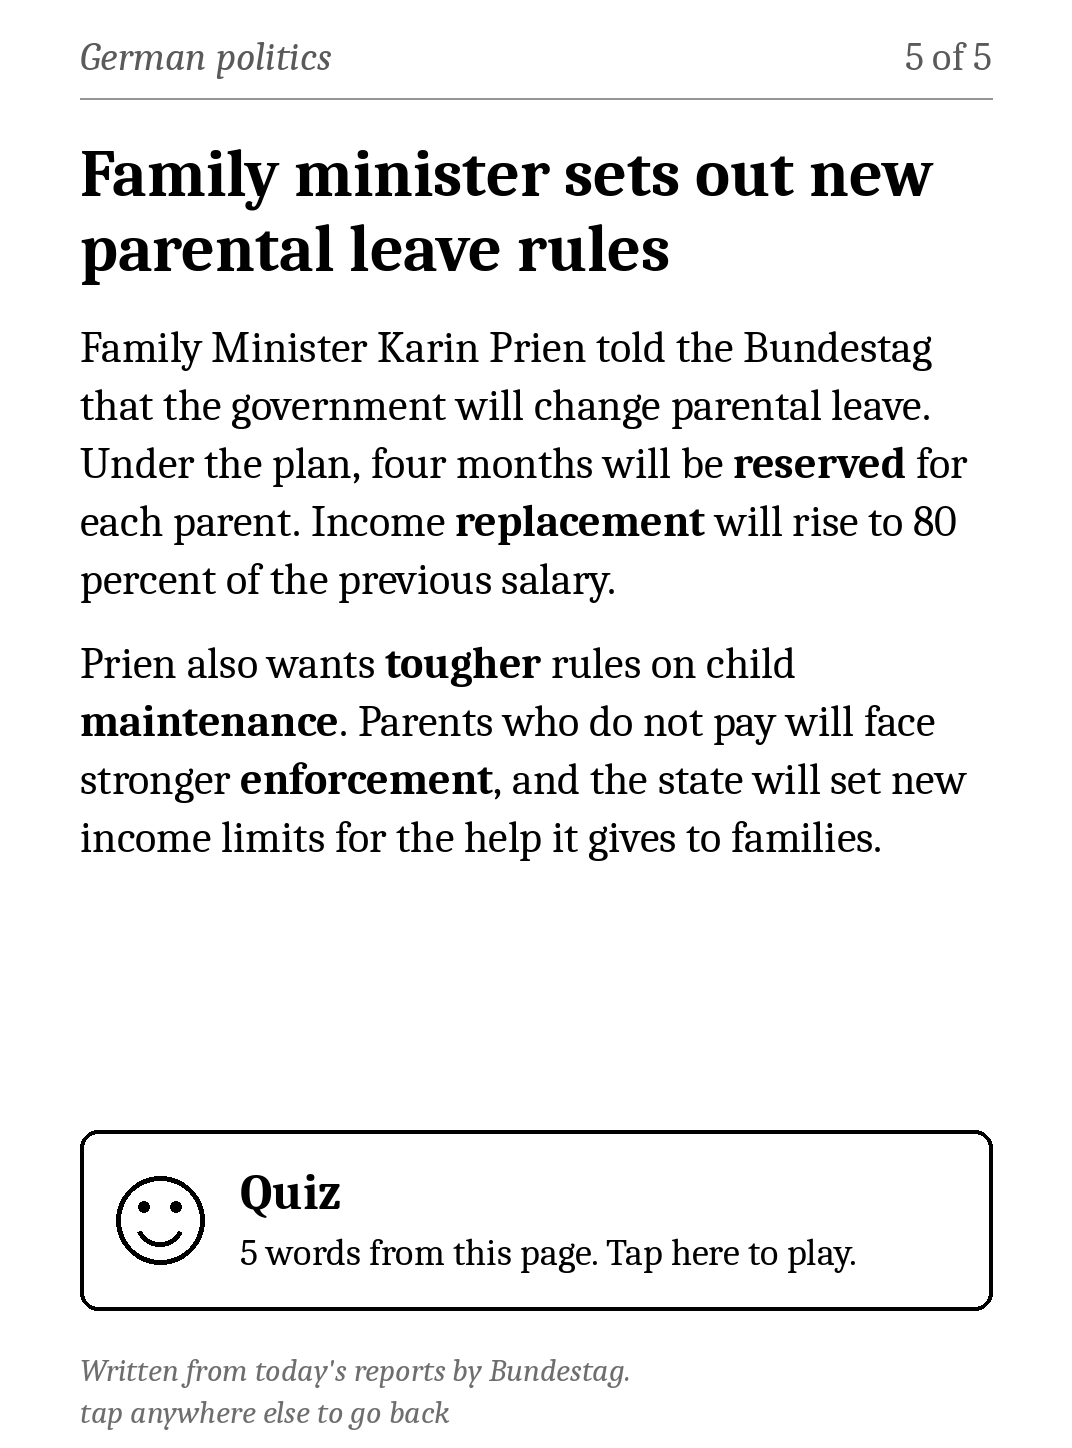 German politics
5 of 5
Family minister sets out new
parental leave rules
Family Minister Karin Prien told the Bundestag
that the government will change parental leave.
Under the plan, four months will be reserved for
each parent. Income replacement will rise to 80
percent of the previous salary.
Prien also wants tougher rules on child
maintenance. Parents who do not pay will face
stronger enforcement, and the state will set new
income limits for the help it gives to families.
Quiz
5 words from this page. Tap here to play.
Written from today's reports by Bundestag.
tap anywhere else to go back